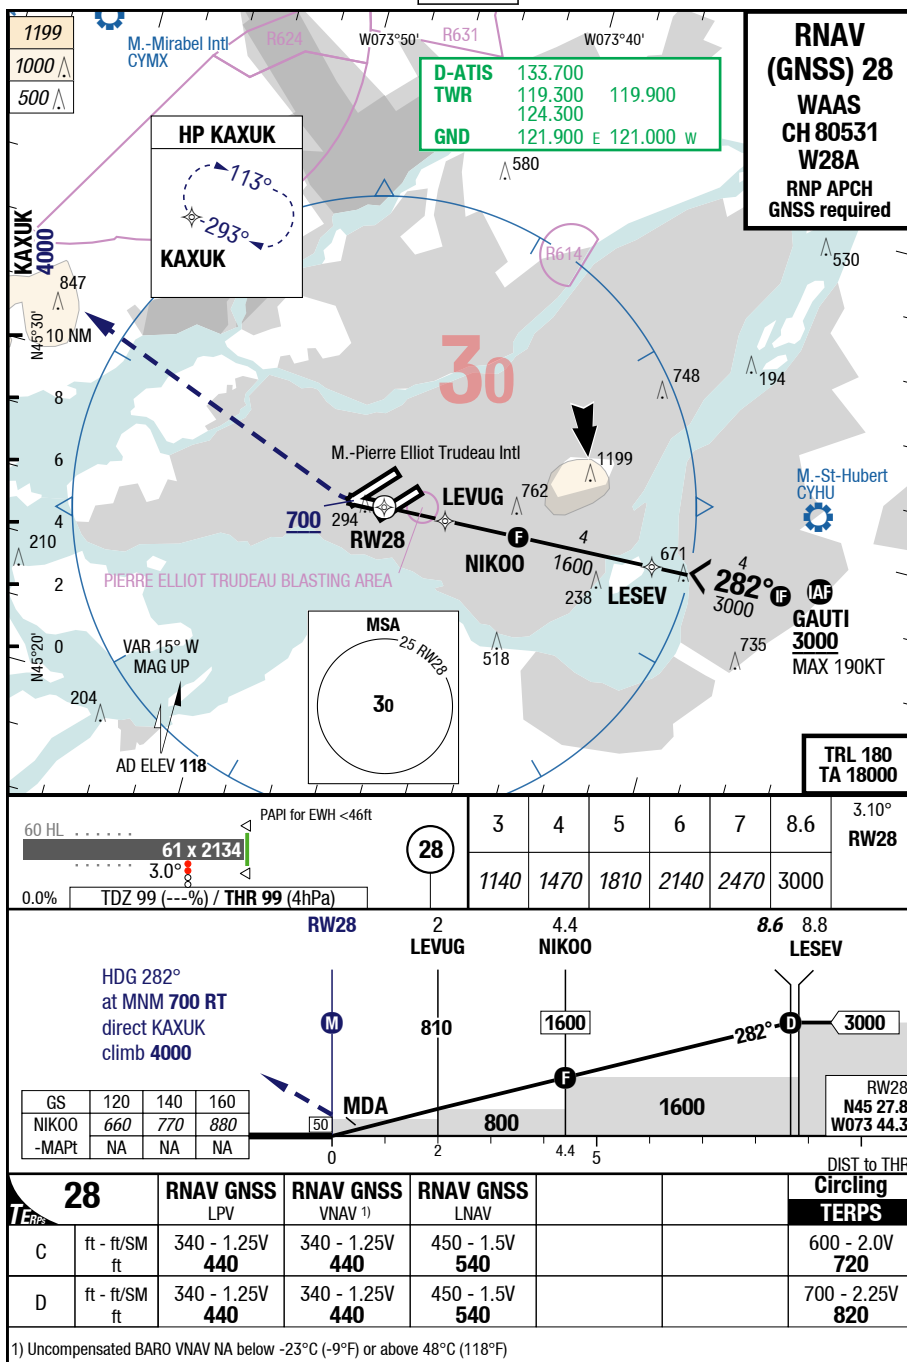 1199
1000
500
M.-Mirabel Intl
CYMX
R624
W073°50'
R631
W073°40'
D-ATIS 133.700
TWR 119.300 119.900
124.300
GND 121.900 E 121.000 W
RNAV
(GNSS) 28
WAAS
CH 80531
W28A
RNP APCH
GNSS required
HP KAXUK
113°
293°
KAXUK
580
R614
530
KAXUK
4000
847
N45°30'
10 NM
30
8
748
194
6
M.-Pierre Elliot Trudeau Intl
1199
M.-St-Hubert
CYHU
LEVUG
762
700
294
4
RW28
F
NIKOO
4
1600
671
4
282°
3000
IF
IAF
210
PIERRE ELLIOT TRUDEAU BLASTING AREA
2
238
LESEV
GAUTI
3000
MAX 190KT
MSA
25 RW28
30
VAR 15° W
MAG UP
N45°20'
0
518
735
204
AD ELEV 118
TRL 180
TA 18000
60 HL
PAPI for EWH <46ft
61 x 2134
3.0°
0.0%
TDZ 99 (---%) / THR 99 (4hPa)
28
3 4 5 6 7 8.6 3.10°
RW28
1140 1470 1810 2140 2470 3000
RW28 2 4.4 8.6 8.8
LEVUG NIKOO LESEV
HDG 282°
at MNM 700 RT
direct KAXUK
climb 4000
M
810
1600
282°
D
3000
F
MDA
50
800
1600
RW28
N45 27.8
W073 44.3
GS 120 140 160
NIKOO 660 770 880
-MAPt NA NA NA
0 2 4.4 5
DIST to THR
TERPS
28
RNAV GNSS
LPV
RNAV GNSS
VNAV 1)
RNAV GNSS
LNAV
Circling
TERPS
C ft - ft/SM 340 - 1.25V 340 - 1.25V 450 - 1.5V 600 - 2.0V
ft 440 440 540 720
D ft - ft/SM 340 - 1.25V 340 - 1.25V 450 - 1.5V 700 - 2.25V
ft 440 440 540 820
1) Uncompensated BARO VNAV NA below -23°C (-9°F) or above 48°C (118°F)